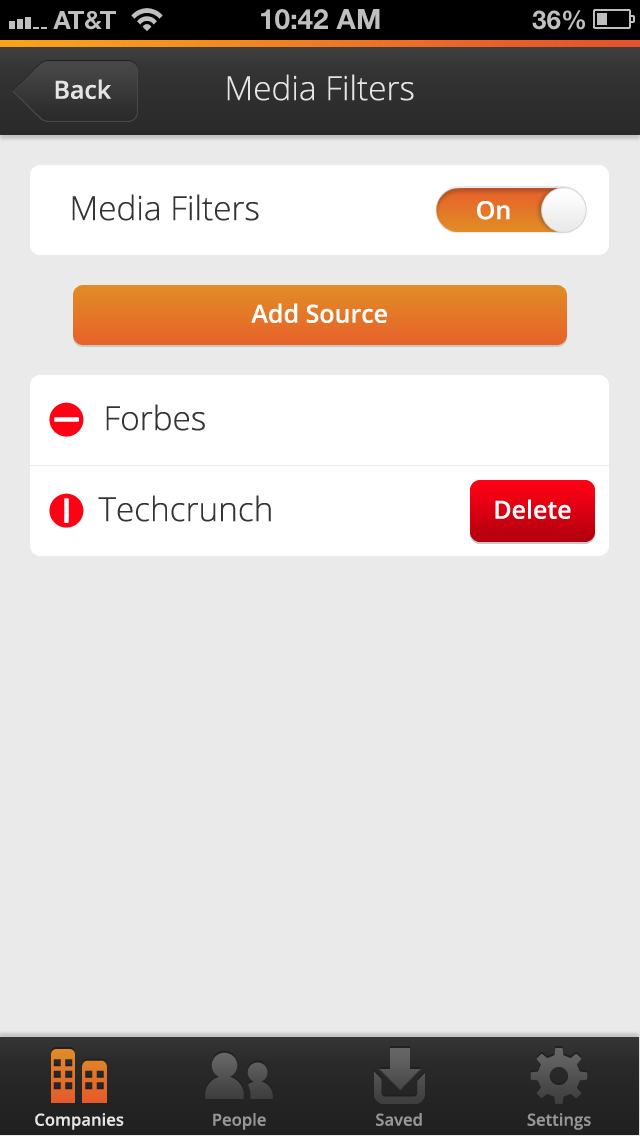 AT&T 10:42 AM 36%
Back Media Filters
Media Filters On
Add Source
Forbes
Techcrunch Delete
Companies People Saved Settings